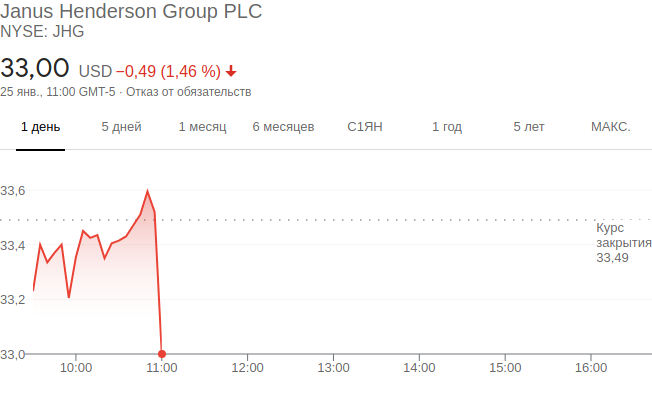 Janus Henderson Group PLC
NYSE: JHG
33,00 USD −0,49 (1,46 %)
25 янв., 11:00 GMT-5 · Отказ от обязательств
1 день 5 дней 1 месяц 6 месяцев С1ЯН 1 год 5 лет МАКС.
33,6
Курс
33,4 закрытия
33,49
33,2
33,0
10:00 11:00 12:00 13:00 14:00 15:00 16:00